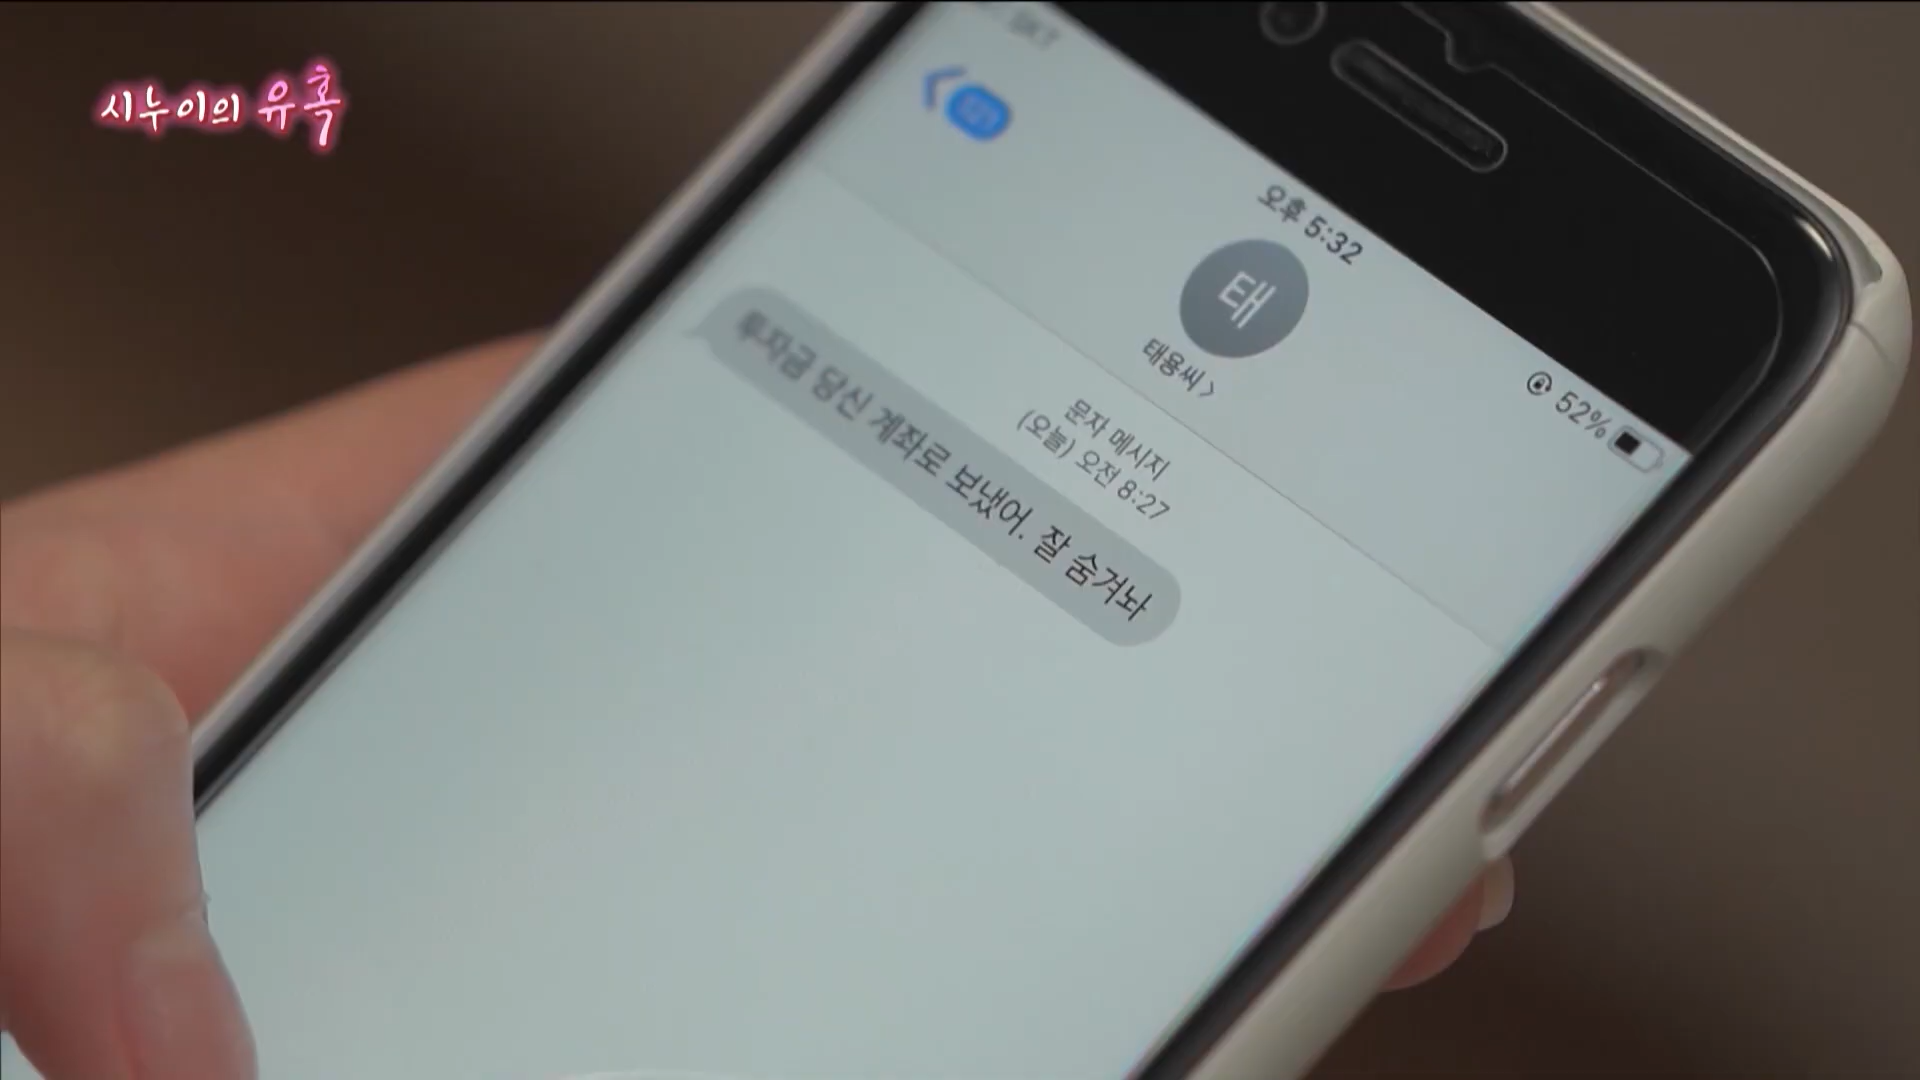 시누이의 유혹
SKT
오후 5:32
52%
태
태용씨
문자 메시지
(오늘) 오전 8:27
투자금 당신 계좌로 보냈어. 잘 숨겨놔